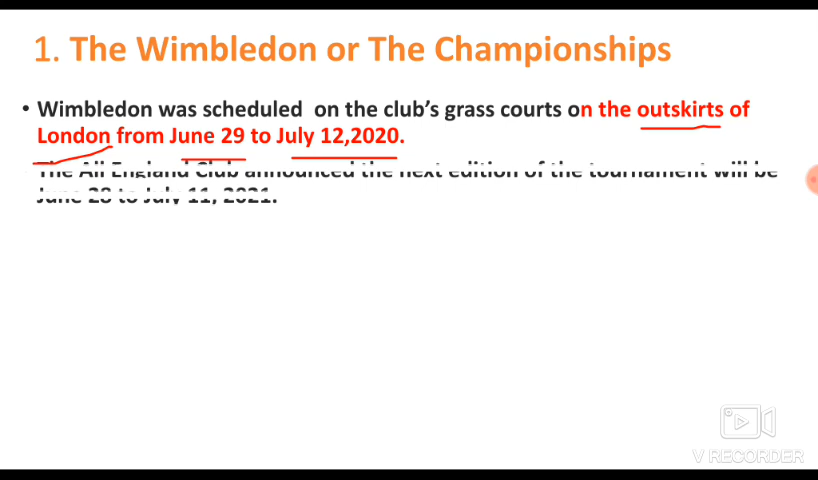 1. The Wimbledon or The Championships
• Wimbledon was scheduled on the club's grass courts on the outskirts of
London from June 29 to July 12,2020.
The All England Club announced the next edition of the tournament will be
June 28 to July 11, 2021.
V RECORDER